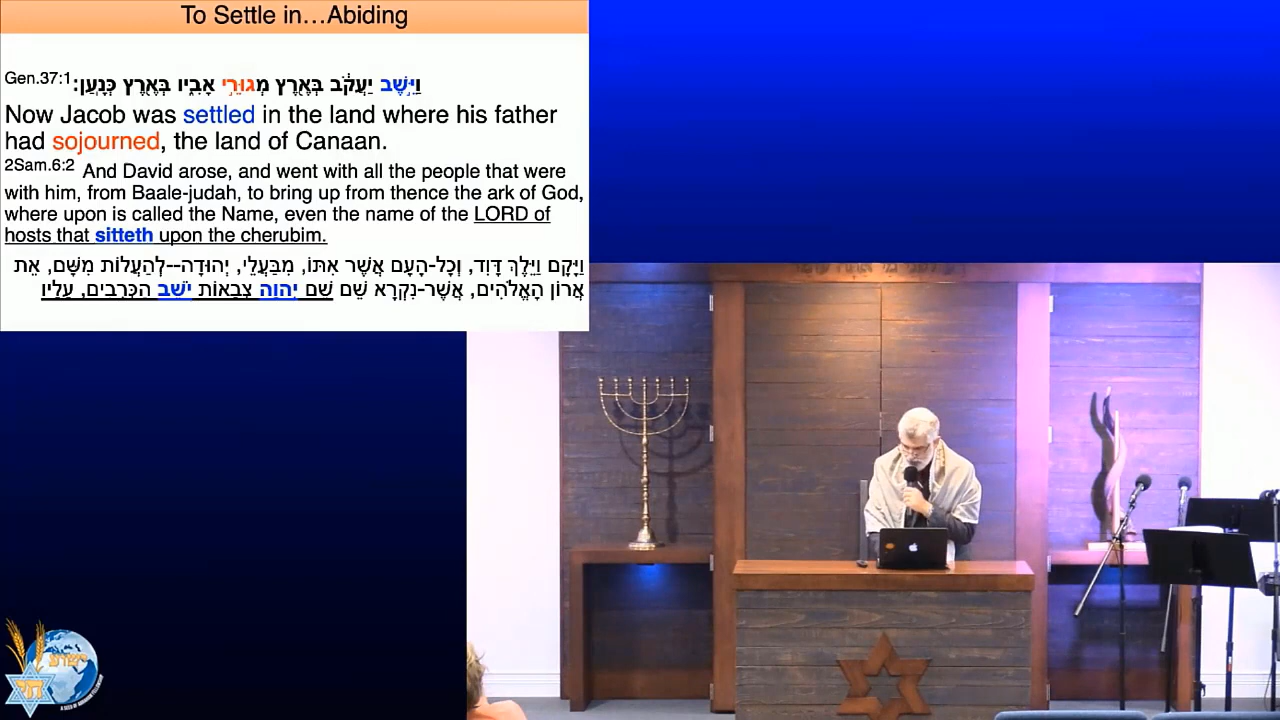 To Settle in…Abiding
Gen.37:1 וַיֵּ֣שֶׁב יַעֲקֹ֔ב בְּאֶ֖רֶץ מְגוּרֵ֣י אָבִ֑יו בְּאֶ֖רֶץ כְּנָֽעַן׃
Now Jacob was settled in the land where his father
had sojourned, the land of Canaan.
2Sam.6:2 And David arose, and went with all the people that were
with him, from Baale-judah, to bring up from thence the ark of God,
where upon is called the Name, even the name of the LORD of
hosts that sitteth upon the cherubim.
וַיָּקָם וַיֵּלֶךְ דָּוִד, וְכָל-הָעָם אֲשֶׁר אִתּוֹ, מִבַּעֲלֵי, יְהוּדָה--לְהַעֲלוֹת מִשָּׁם, אֵת
אֲרוֹן הָאֱלֹהִים, אֲשֶׁר-נִקְרָא שֵׁם שֵׁם יְהוָה צְבָאוֹת יֹשֵׁב הַכְּרֻבִים, עָלָיו
ישוע
חי